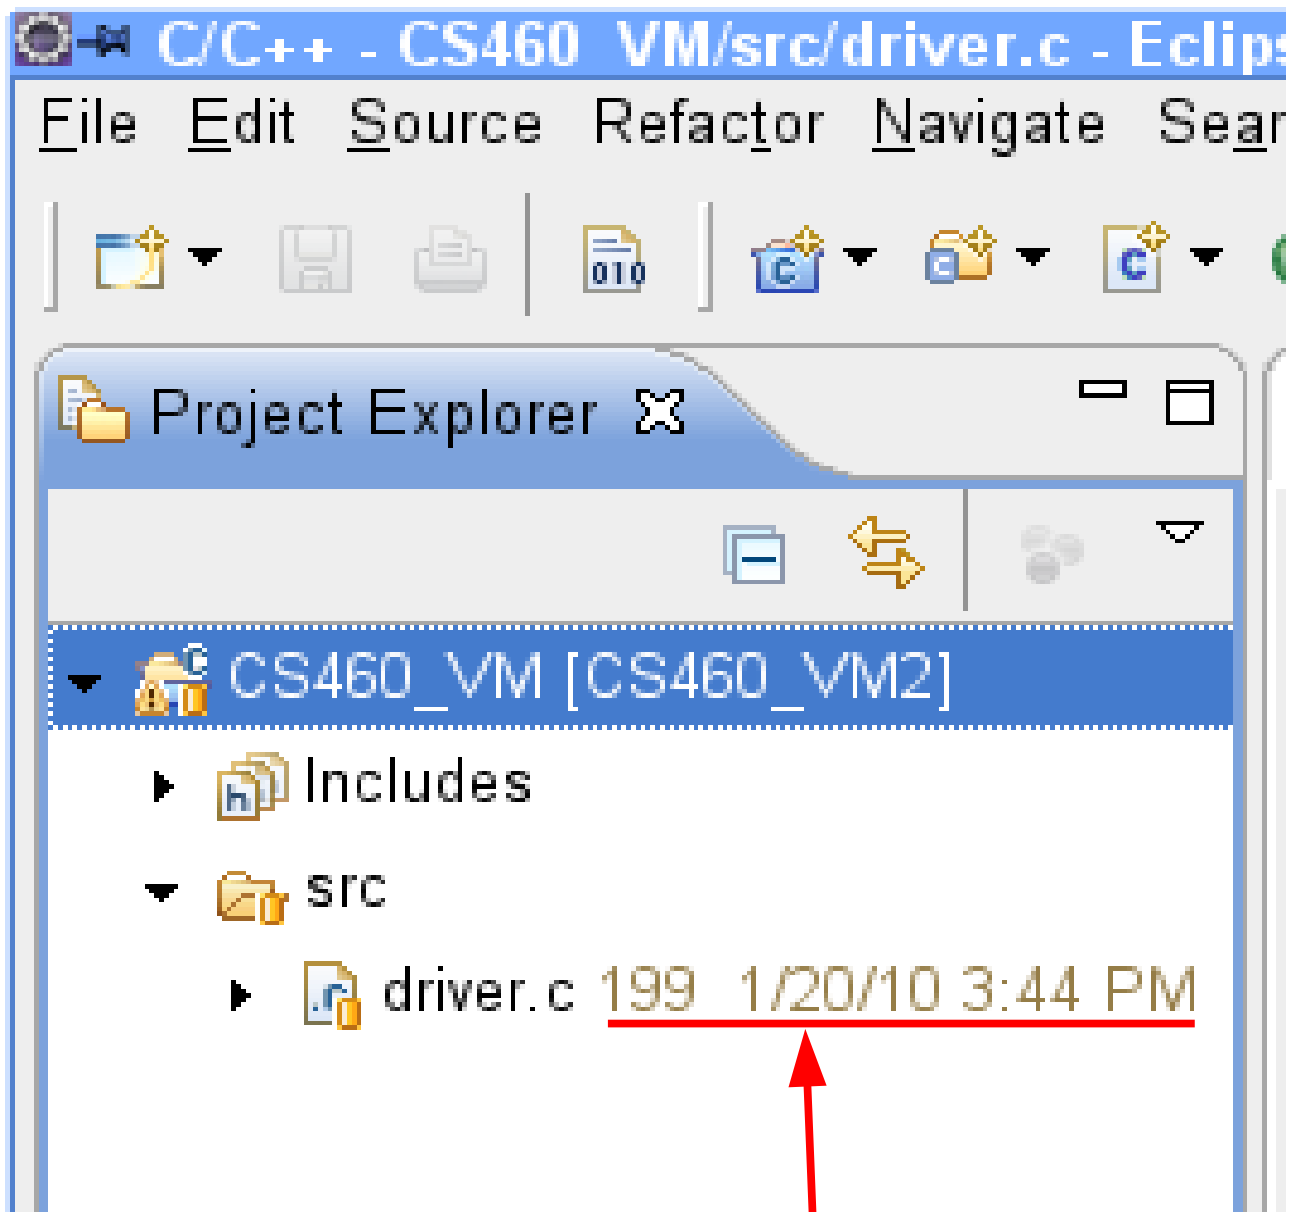 C/C++ - CS460_VM/src/driver.c - Eclips
File Edit Source Refactor Navigate Sear
010 C C C
Project Explorer
CS460_VM [CS460_VM2]
h Includes
src
.c driver.c 199 1/20/10 3:44 PM